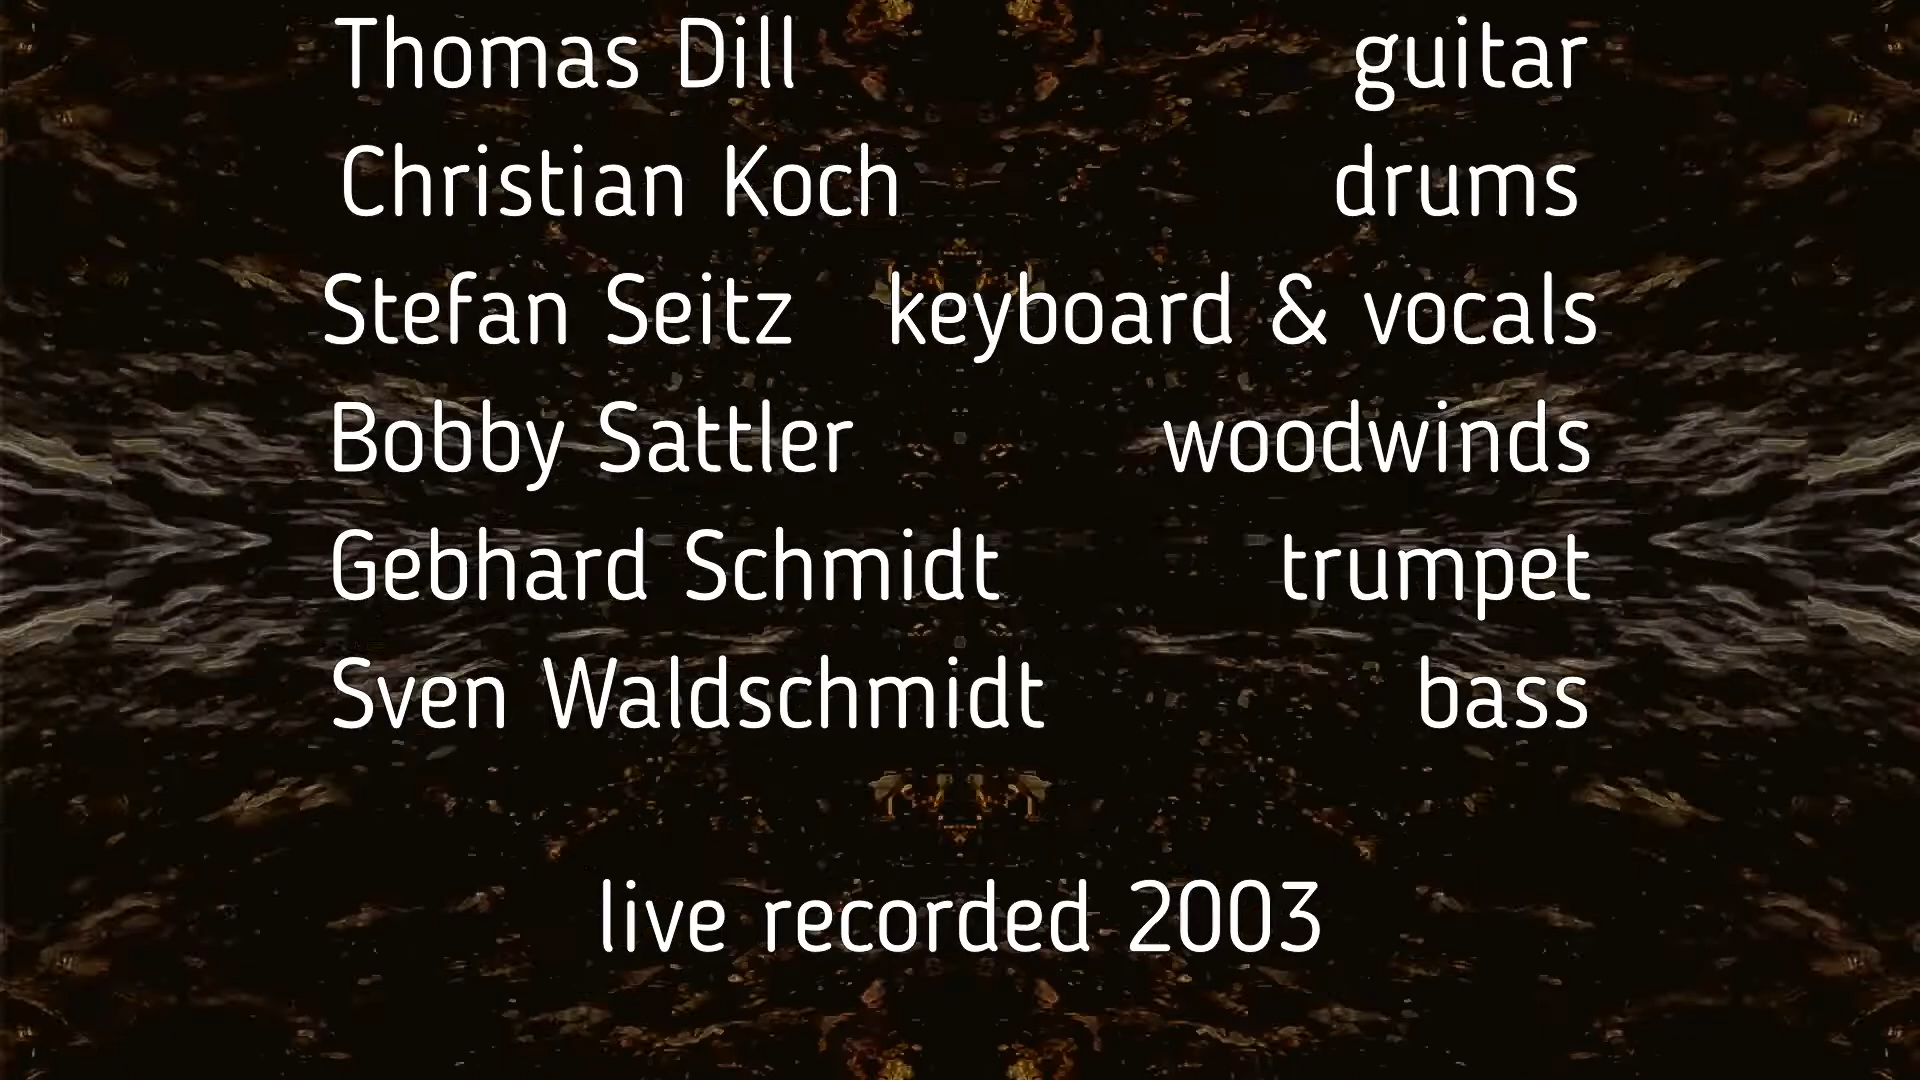 Thomas Dill guitar
Christian Koch drums
Stefan Seitz keyboard & vocals
Bobby Sattler woodwinds
Gebhard Schmidt trumpet
Sven Waldschmidt bass
live recorded 2003